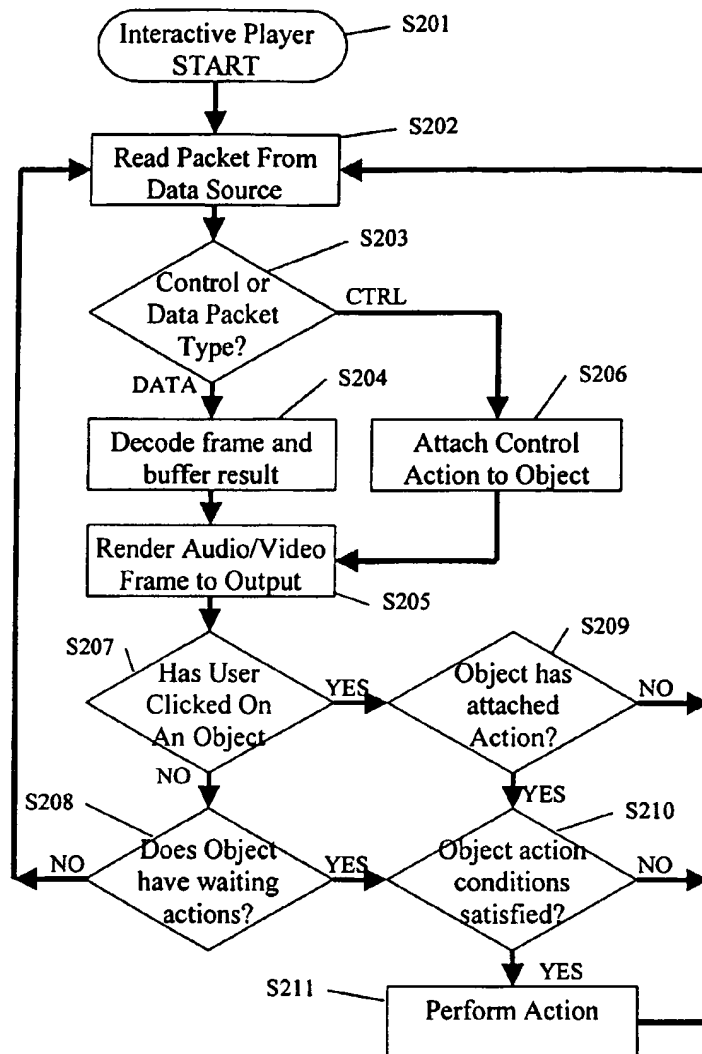 Interactive Player
START
S201
S202
Read Packet From
Data Source
S203
Control or
Data Packet
Type?
CTRL
DATA
S204
S206
Decode frame and
buffer result
Attach Control
Action to Object
Render Audio/Video
Frame to Output
S205
S207
S209
Has User
Clicked On
An Object
YES
Object has
attached
Action?
NO
NO
YES
S208
S210
Does Object
have waiting
actions?
NO
YES
Object action
conditions
satisfied?
NO
YES
S211
Perform Action